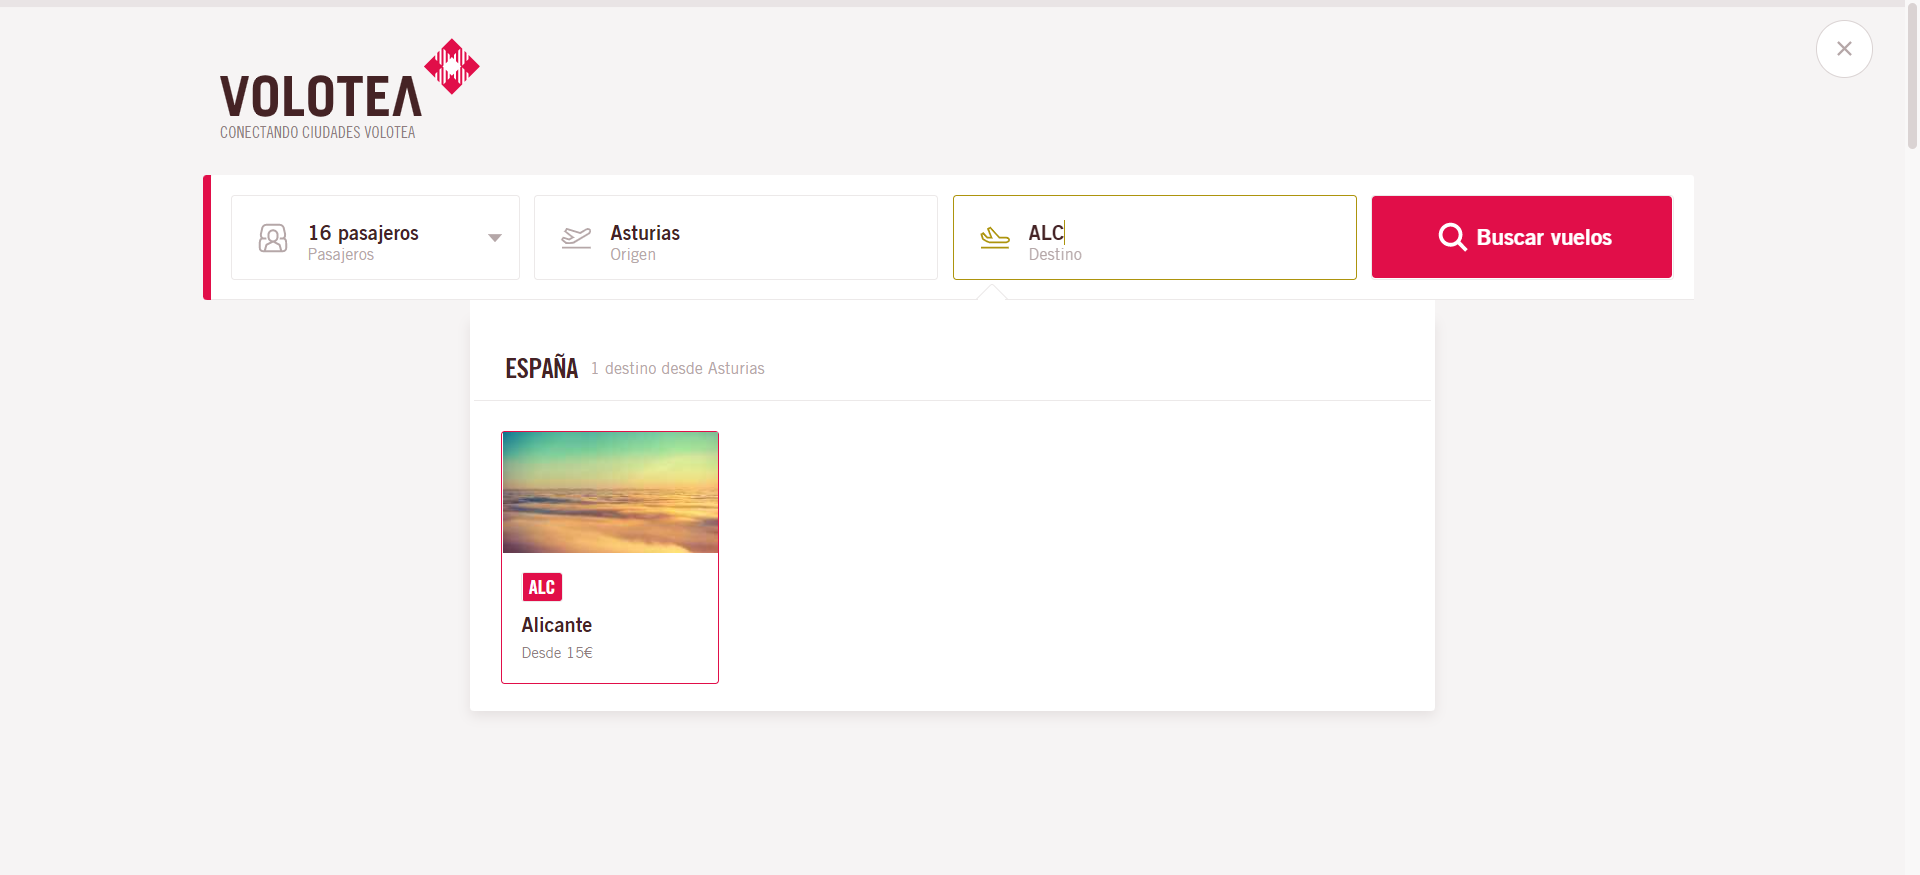 VOLOTEA
CONECTANDO CIUDADES VOLOTEA
16 pasajeros
Pasajeros
Asturias
Origen
ALC
Destino
Buscar vuelos
ESPAÑA 1 destino desde Asturias
ALC
Alicante
Desde 15€